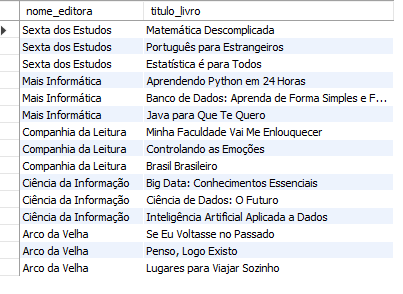 nome_editora titulo_livro
Sexta dos Estudos Matemática Descomplicada
Sexta dos Estudos Português para Estrangeiros
Sexta dos Estudos Estatística é para Todos
Mais Informática Aprendendo Python em 24 Horas
Mais Informática Banco de Dados: Aprenda de Forma Simples e F...
Mais Informática Java para Que Te Quero
Companhia da Leitura Minha Faculdade Vai Me Enlouquecer
Companhia da Leitura Controlando as Emoções
Companhia da Leitura Brasil Brasileiro
Ciência da Informação Big Data: Conhecimentos Essenciais
Ciência da Informação Ciência de Dados: O Futuro
Ciência da Informação Inteligência Artificial Aplicada a Dados
Arco da Velha Se Eu Voltasse no Passado
Arco da Velha Penso, Logo Existo
Arco da Velha Lugares para Viajar Sozinho